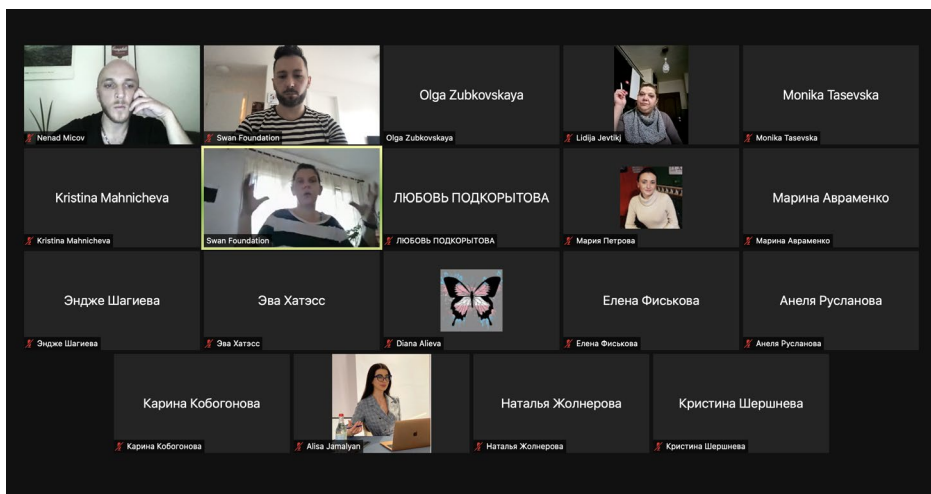 Nenad Micov
Swan Foundation
Olga Zubkovskaya
Olga Zubkovskaya
Lidija Jevtikj
Monika Tasevska
Monika Tasevska
Kristina Mahnicheva
Kristina Mahnicheva
Swan Foundation
ЛЮБОВЬ ПОДКОРЫТОВА
ЛЮБОВЬ ПОДКОРЫТОВА
Мария Петрова
Марина Авраменко
Марина Авраменко
Эндже Шагиева
Эндже Шагиева
Эва Хатэсс
Эва Хатэсс
Diana Alieva
Елена Фиськова
Елена Фиськова
Анеля Русланова
Анеля Русланова
Карина Кобогонова
Карина Кобогонова
Alisa Jamalyan
Наталья Жолнерова
Наталья Жолнерова
Кристина Шершнева
Кристина Шершнева